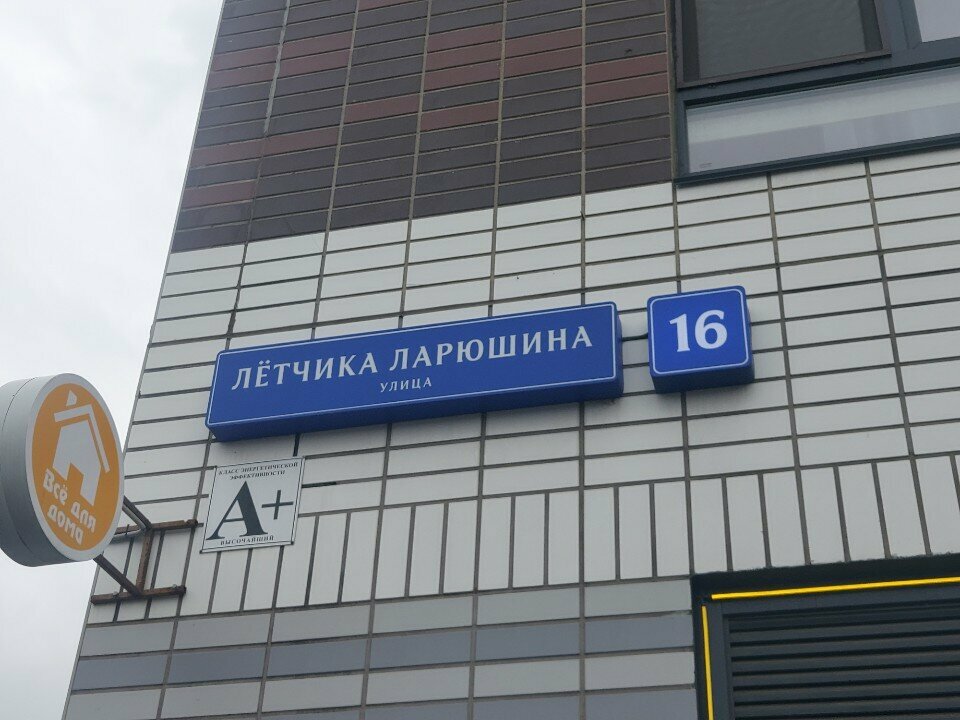 ЛЁТЧИКА ЛАРЮШИНА
УЛИЦА
16
КЛАСС ЭНЕРГЕТИЧЕСКОЙ
ЭФФЕКТИВНОСТИ
A+
ВЫСОЧАЙШИЙ
Всё для
дома